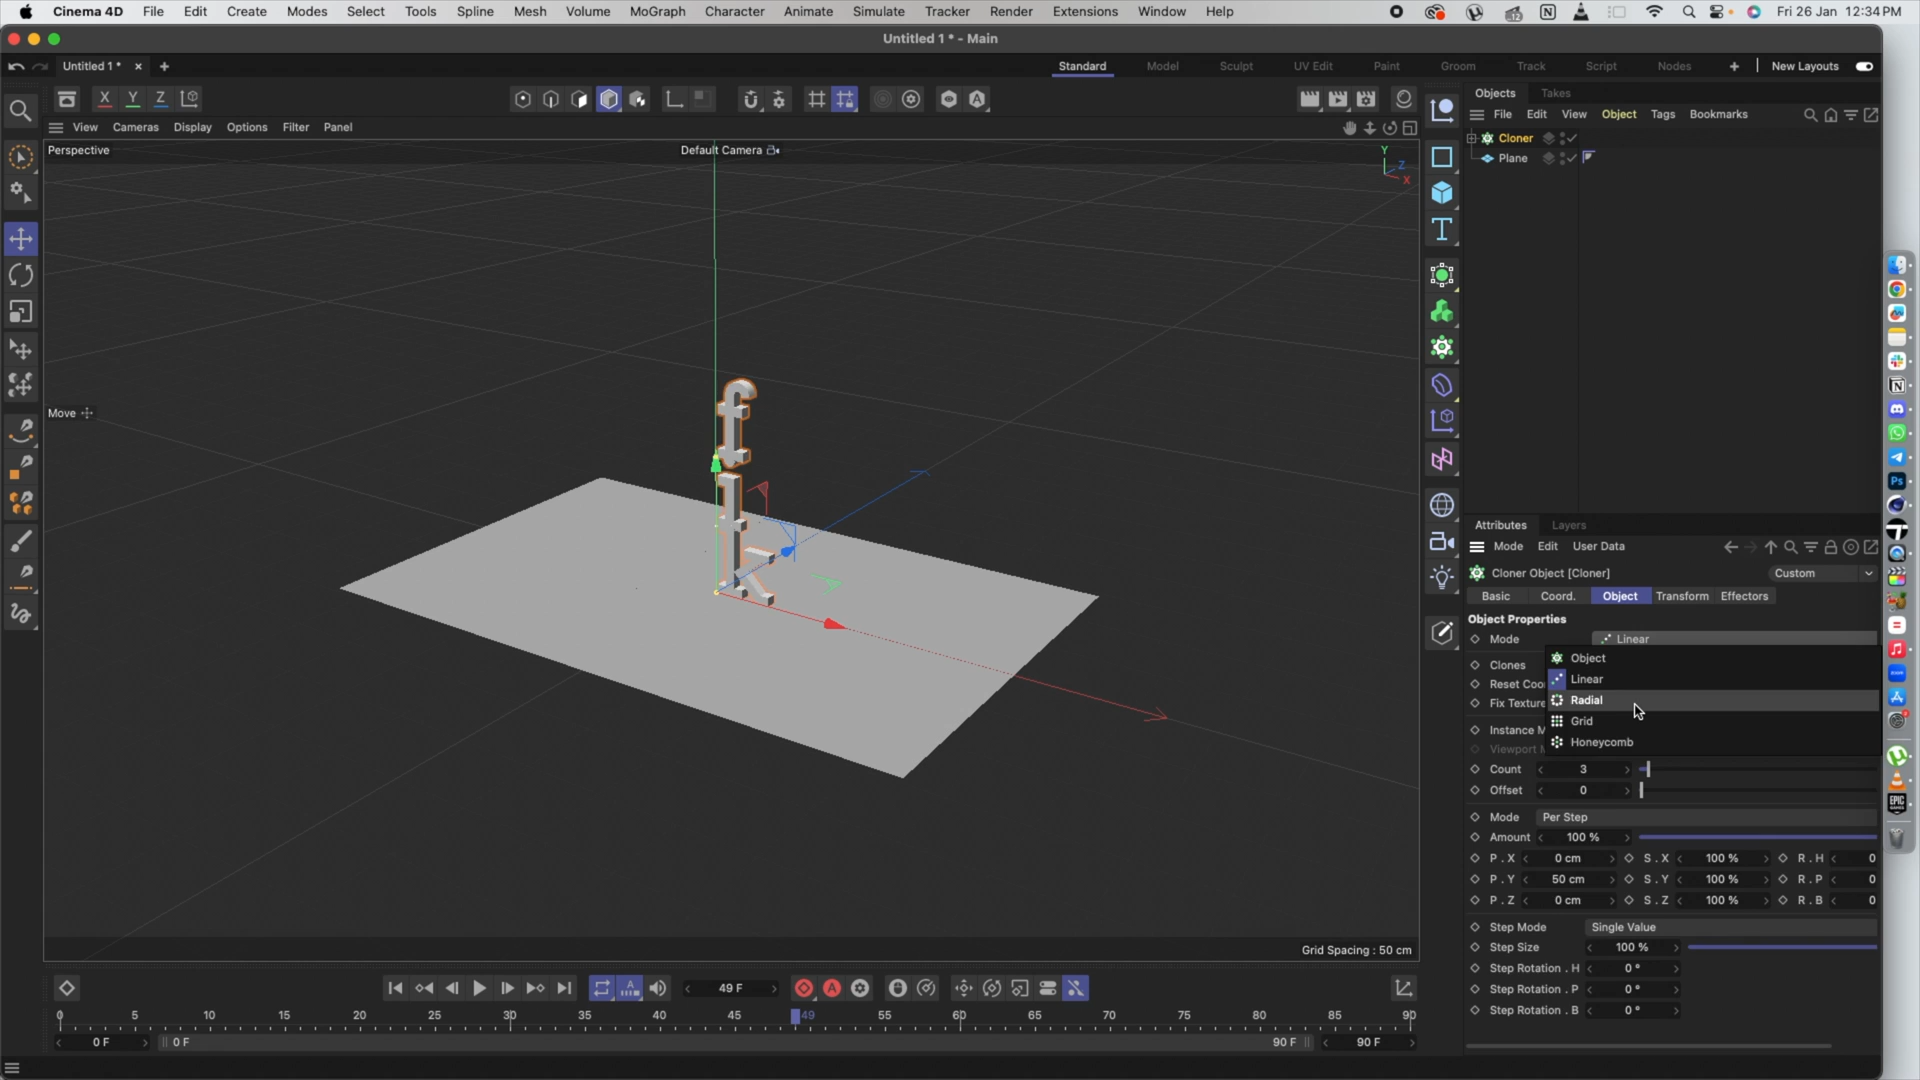 Cinema 4D File Edit Create Modes Select Tools Spline Mesh Volume MoGraph Character Animate Simulate Tracker Render Extensions Window Help Fri 26 Jan 12:34 PM
Untitled 1 * - Main
Untitled 1 * Standard Model Sculpt UV Edit Paint Groom Track Script Nodes New Layouts
X Y Z
Objects Takes
File Edit View Object Tags Bookmarks
View Cameras Display Options Filter Panel
Cloner
Plane
Perspective
Default Camera
Y
Z
X
Move
f
l
k
Attributes Layers
Mode Edit User Data
Cloner Object [Cloner] Custom
Basic Coord. Object Transform Effectors
Object Properties
Mode Linear
Object
Clones
Linear
Reset Coo
Radial
Fix Texture
Grid
Instance M
Honeycomb
Viewport M
Count 3
Offset 0
Mode Per Step
Amount 100 %
P . X 0 cm S . X 100 % R . H 0
P . Y 50 cm S . Y 100 % R . P 0
P . Z 0 cm S . Z 100 % R . B 0
Step Mode Single Value
Step Size 100 %
Step Rotation . H 0 °
Step Rotation . P 0 °
Step Rotation . B 0 °
Grid Spacing : 50 cm
49 F
0 5 10 15 20 25 30 35 40 45 49 55 60 65 70 75 80 85 90
0 F 0 F 90 F 90 F